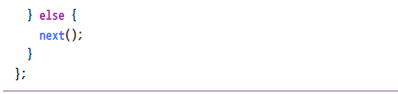 } else {
next();
}
};